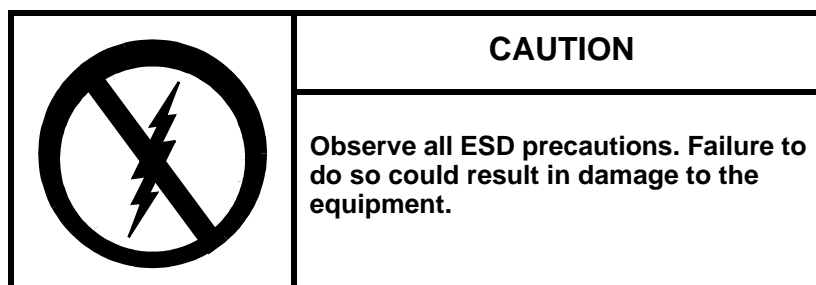 CAUTION
Observe all ESD precautions. Failure to
do so could result in damage to the
equipment.